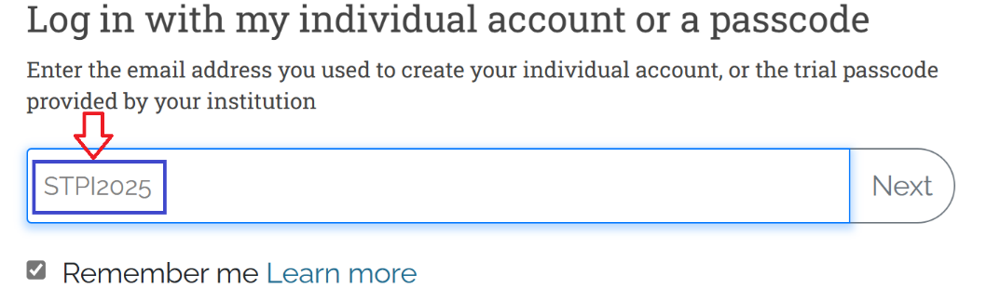 Log in with my individual account or a passcode
Enter the email address you used to create your individual account, or the trial passcode
provided by your institution
STPI2025
Next
Remember me Learn more